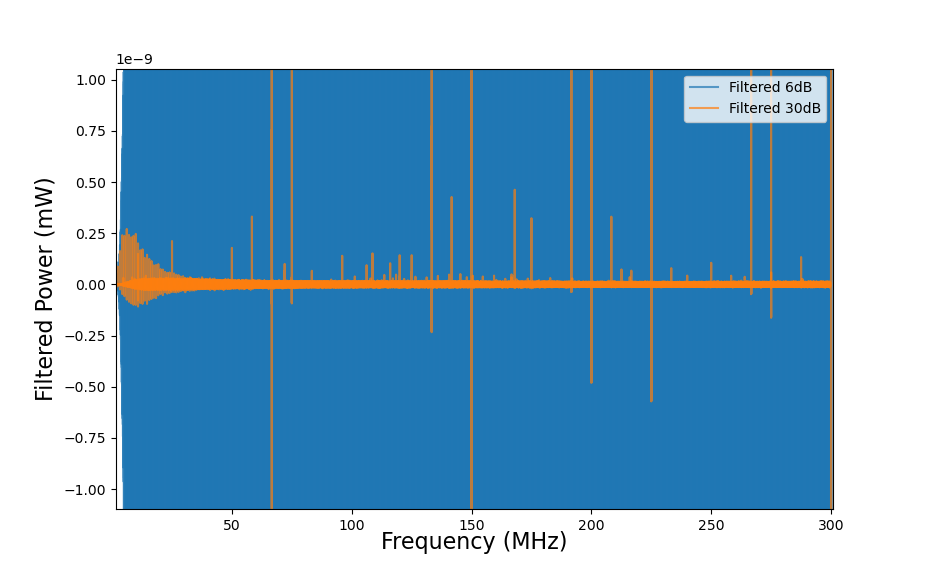 1e−9
1.00
0.75
0.50
0.25
0.00
−0.25
−0.50
−0.75
−1.00
Filtered Power (mW)
Filtered 6dB
Filtered 30dB
50 100 150 200 250 300
Frequency (MHz)